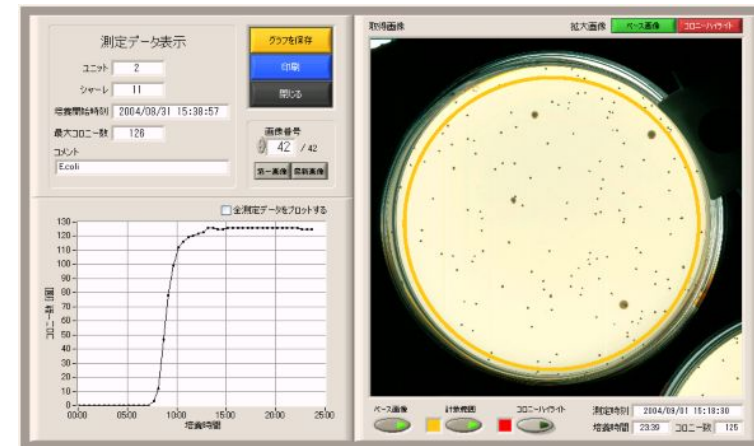 測定データ表示
ユニット 2
シャーレ 11
培養開始時刻 2004/08/31 15:38:57
最大コロニー数 126
コメント
E.coli
グラフを保存
印刷
閉じる
画像番号
42 / 42
第一画像 最新画像
全測定データをプロットする
コロニー数 [個]
130
120
110
100
90
80
70
60
50
40
30
20
10
0
00:00 05:00 10:00 15:00 20:00 25:00
培養時間
取得画像 拡大画像 ベース画像 コロニーハイライト
ベース画像 計数範囲 コロニーハイライト
測定時刻 2004/09/01 15:18:30
培養時間 23:39 コロニー数 125